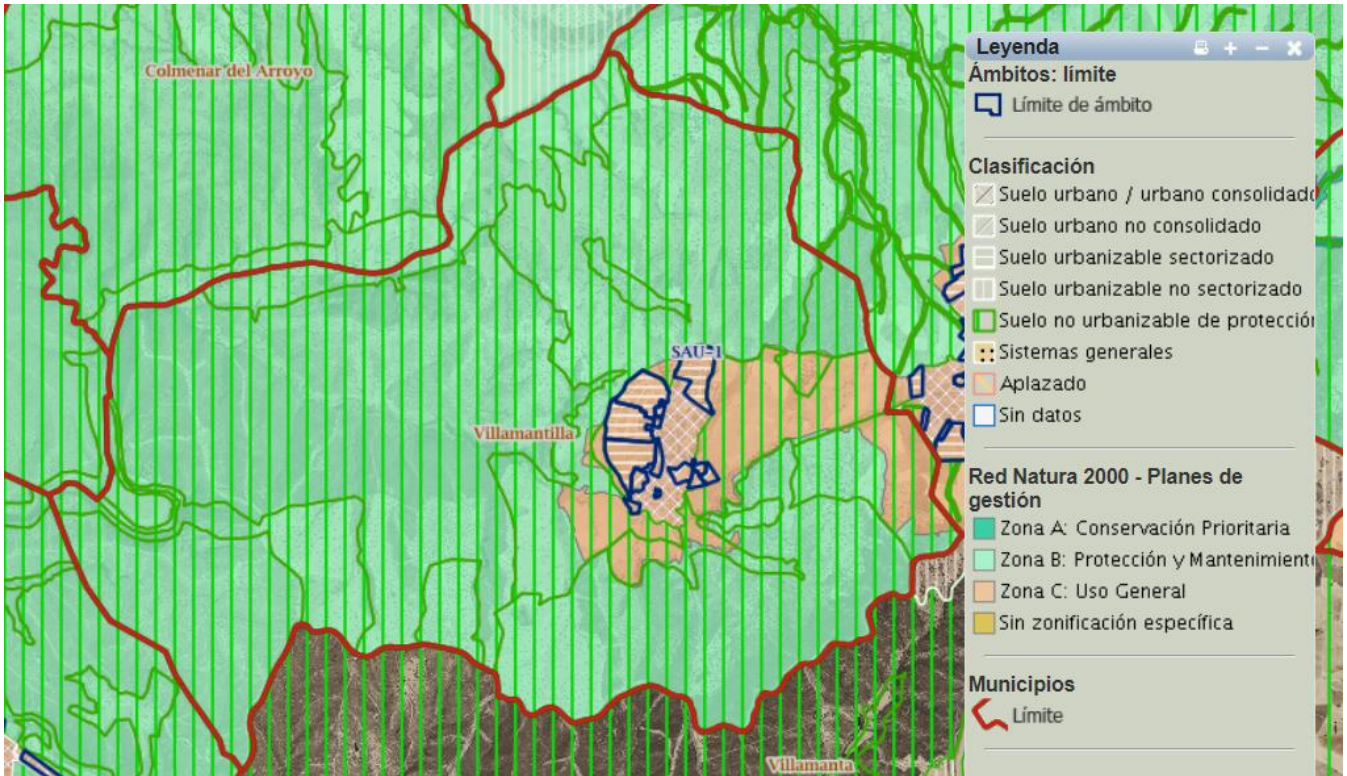 Colmenar del Arroyo
SAU-1
Villamantilla
Villamanta
Leyenda
Ámbitos: límite
Límite de ámbito
Clasificación
Suelo urbano / urbano consolidado
Suelo urbano no consolidado
Suelo urbanizable sectorizado
Suelo urbanizable no sectorizado
Suelo no urbanizable de protección
Sistemas generales
Aplazado
Sin datos
Red Natura 2000 - Planes de
gestión
Zona A: Conservación Prioritaria
Zona B: Protección y Mantenimiento
Zona C: Uso General
Sin zonificación específica
Municipios
Límite